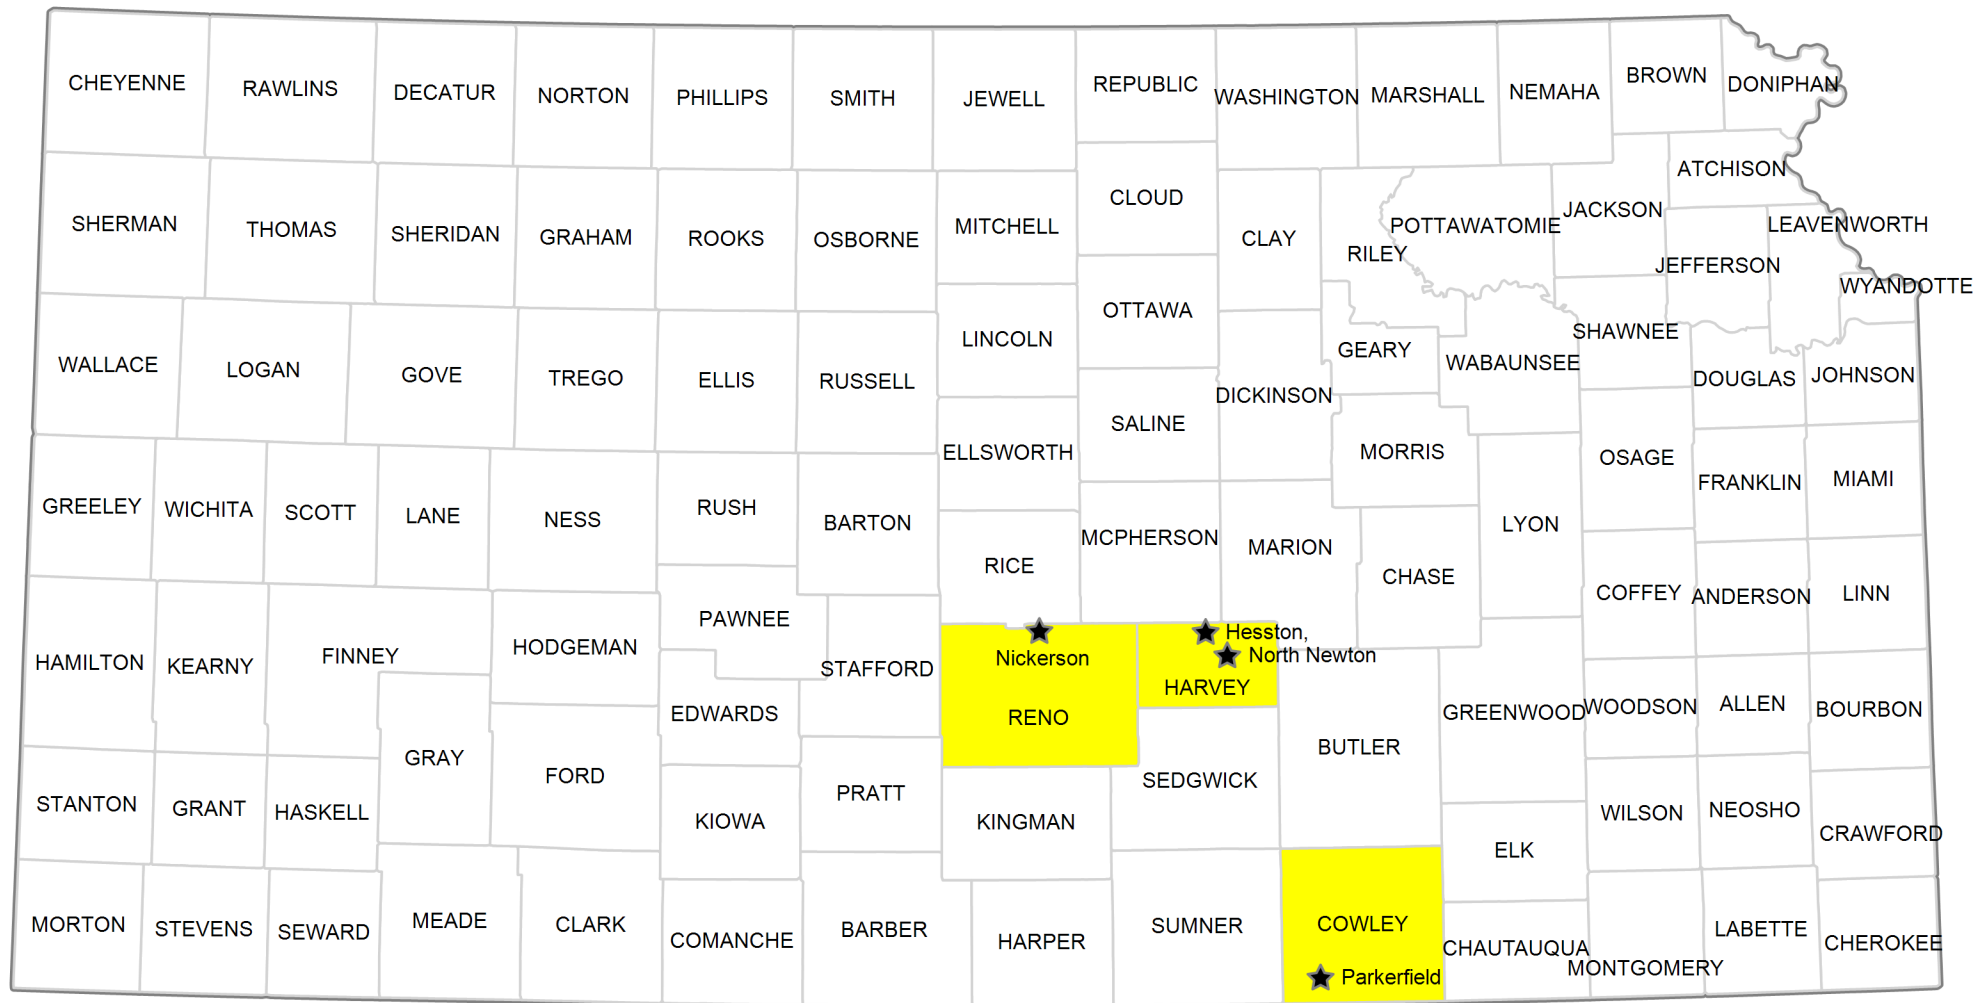 CHEYENNE
RAWLINS
DECATUR
NORTON
PHILLIPS
SMITH
JEWELL
REPUBLIC
WASHINGTON
MARSHALL
NEMAHA
BROWN
DONIPHAN
ATCHISON
SHERMAN
THOMAS
SHERIDAN
GRAHAM
ROOKS
OSBORNE
MITCHELL
CLOUD
CLAY
RILEY
POTTAWATOMIE
JACKSON
JEFFERSON
LEAVENWORTH
WYANDOTTE
WALLACE
LOGAN
GOVE
TREGO
ELLIS
RUSSELL
LINCOLN
OTTAWA
DICKINSON
GEARY
WABAUNSEE
SHAWNEE
DOUGLAS
JOHNSON
ELLSWORTH
SALINE
MORRIS
OSAGE
FRANKLIN
MIAMI
GREELEY
WICHITA
SCOTT
LANE
NESS
RUSH
BARTON
RICE
MCPHERSON
MARION
CHASE
LYON
COFFEY
ANDERSON
LINN
HAMILTON
KEARNY
FINNEY
HODGEMAN
PAWNEE
STAFFORD
Nickerson
RENO
Hesston,
North Newton
HARVEY
EDWARDS
GRAY
FORD
BUTLER
GREENWOOD
WOODSON
ALLEN
BOURBON
STANTON
GRANT
HASKELL
KIOWA
PRATT
KINGMAN
SEDGWICK
ELK
WILSON
NEOSHO
CRAWFORD
MORTON
STEVENS
SEWARD
MEADE
CLARK
COMANCHE
BARBER
HARPER
SUMNER
COWLEY
Parkerfield
CHAUTAUQUA
MONTGOMERY
LABETTE
CHEROKEE